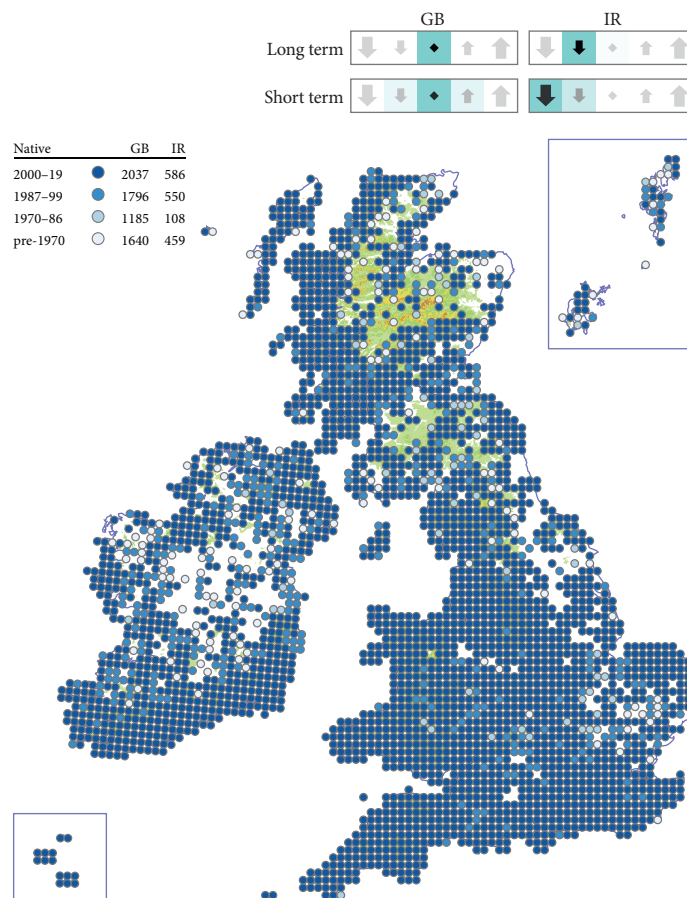 GB IR
Long term
Short term
Native GB IR
2000–19 2037 586
1987–99 1796 550
1970–86 1185 108
pre-1970 1640 459